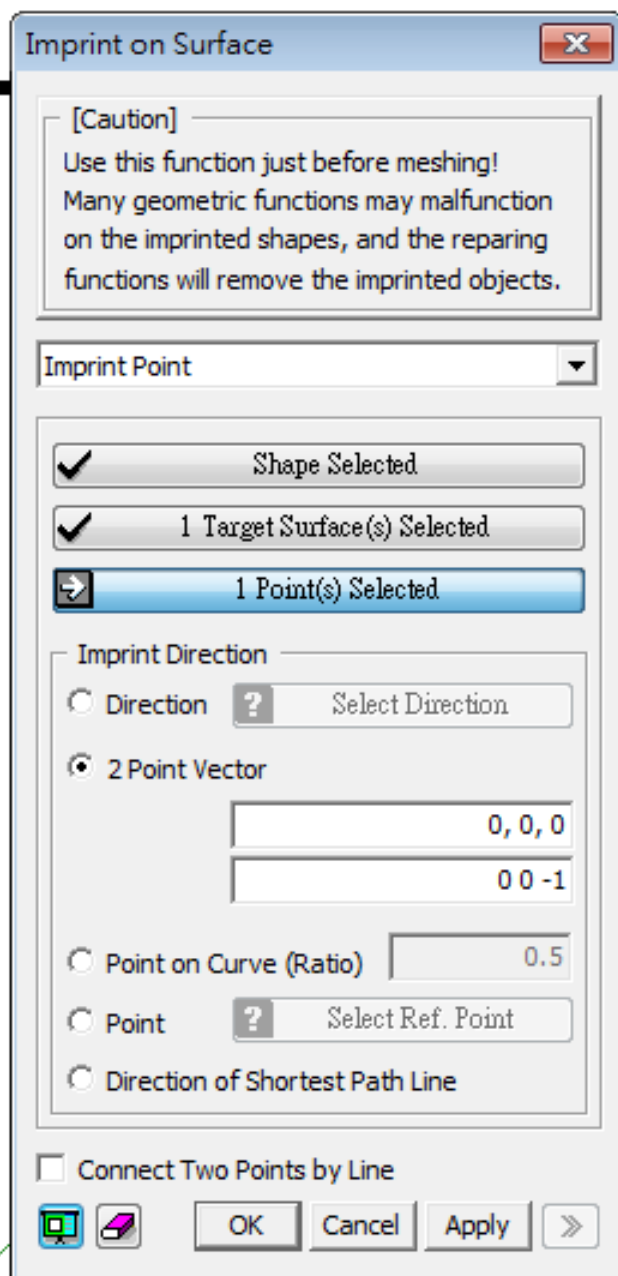 Imprint on Surface
[Caution]
Use this function just before meshing!
Many geometric functions may malfunction
on the imprinted shapes, and the reparing
functions will remove the imprinted objects.
Imprint Point
Shape Selected
1 Target Surface(s) Selected
1 Point(s) Selected
Imprint Direction
Direction ? Select Direction
2 Point Vector
0, 0, 0
0 0 -1
Point on Curve (Ratio) 0.5
Point ? Select Ref. Point
Direction of Shortest Path Line
Connect Two Points by Line
OK Cancel Apply